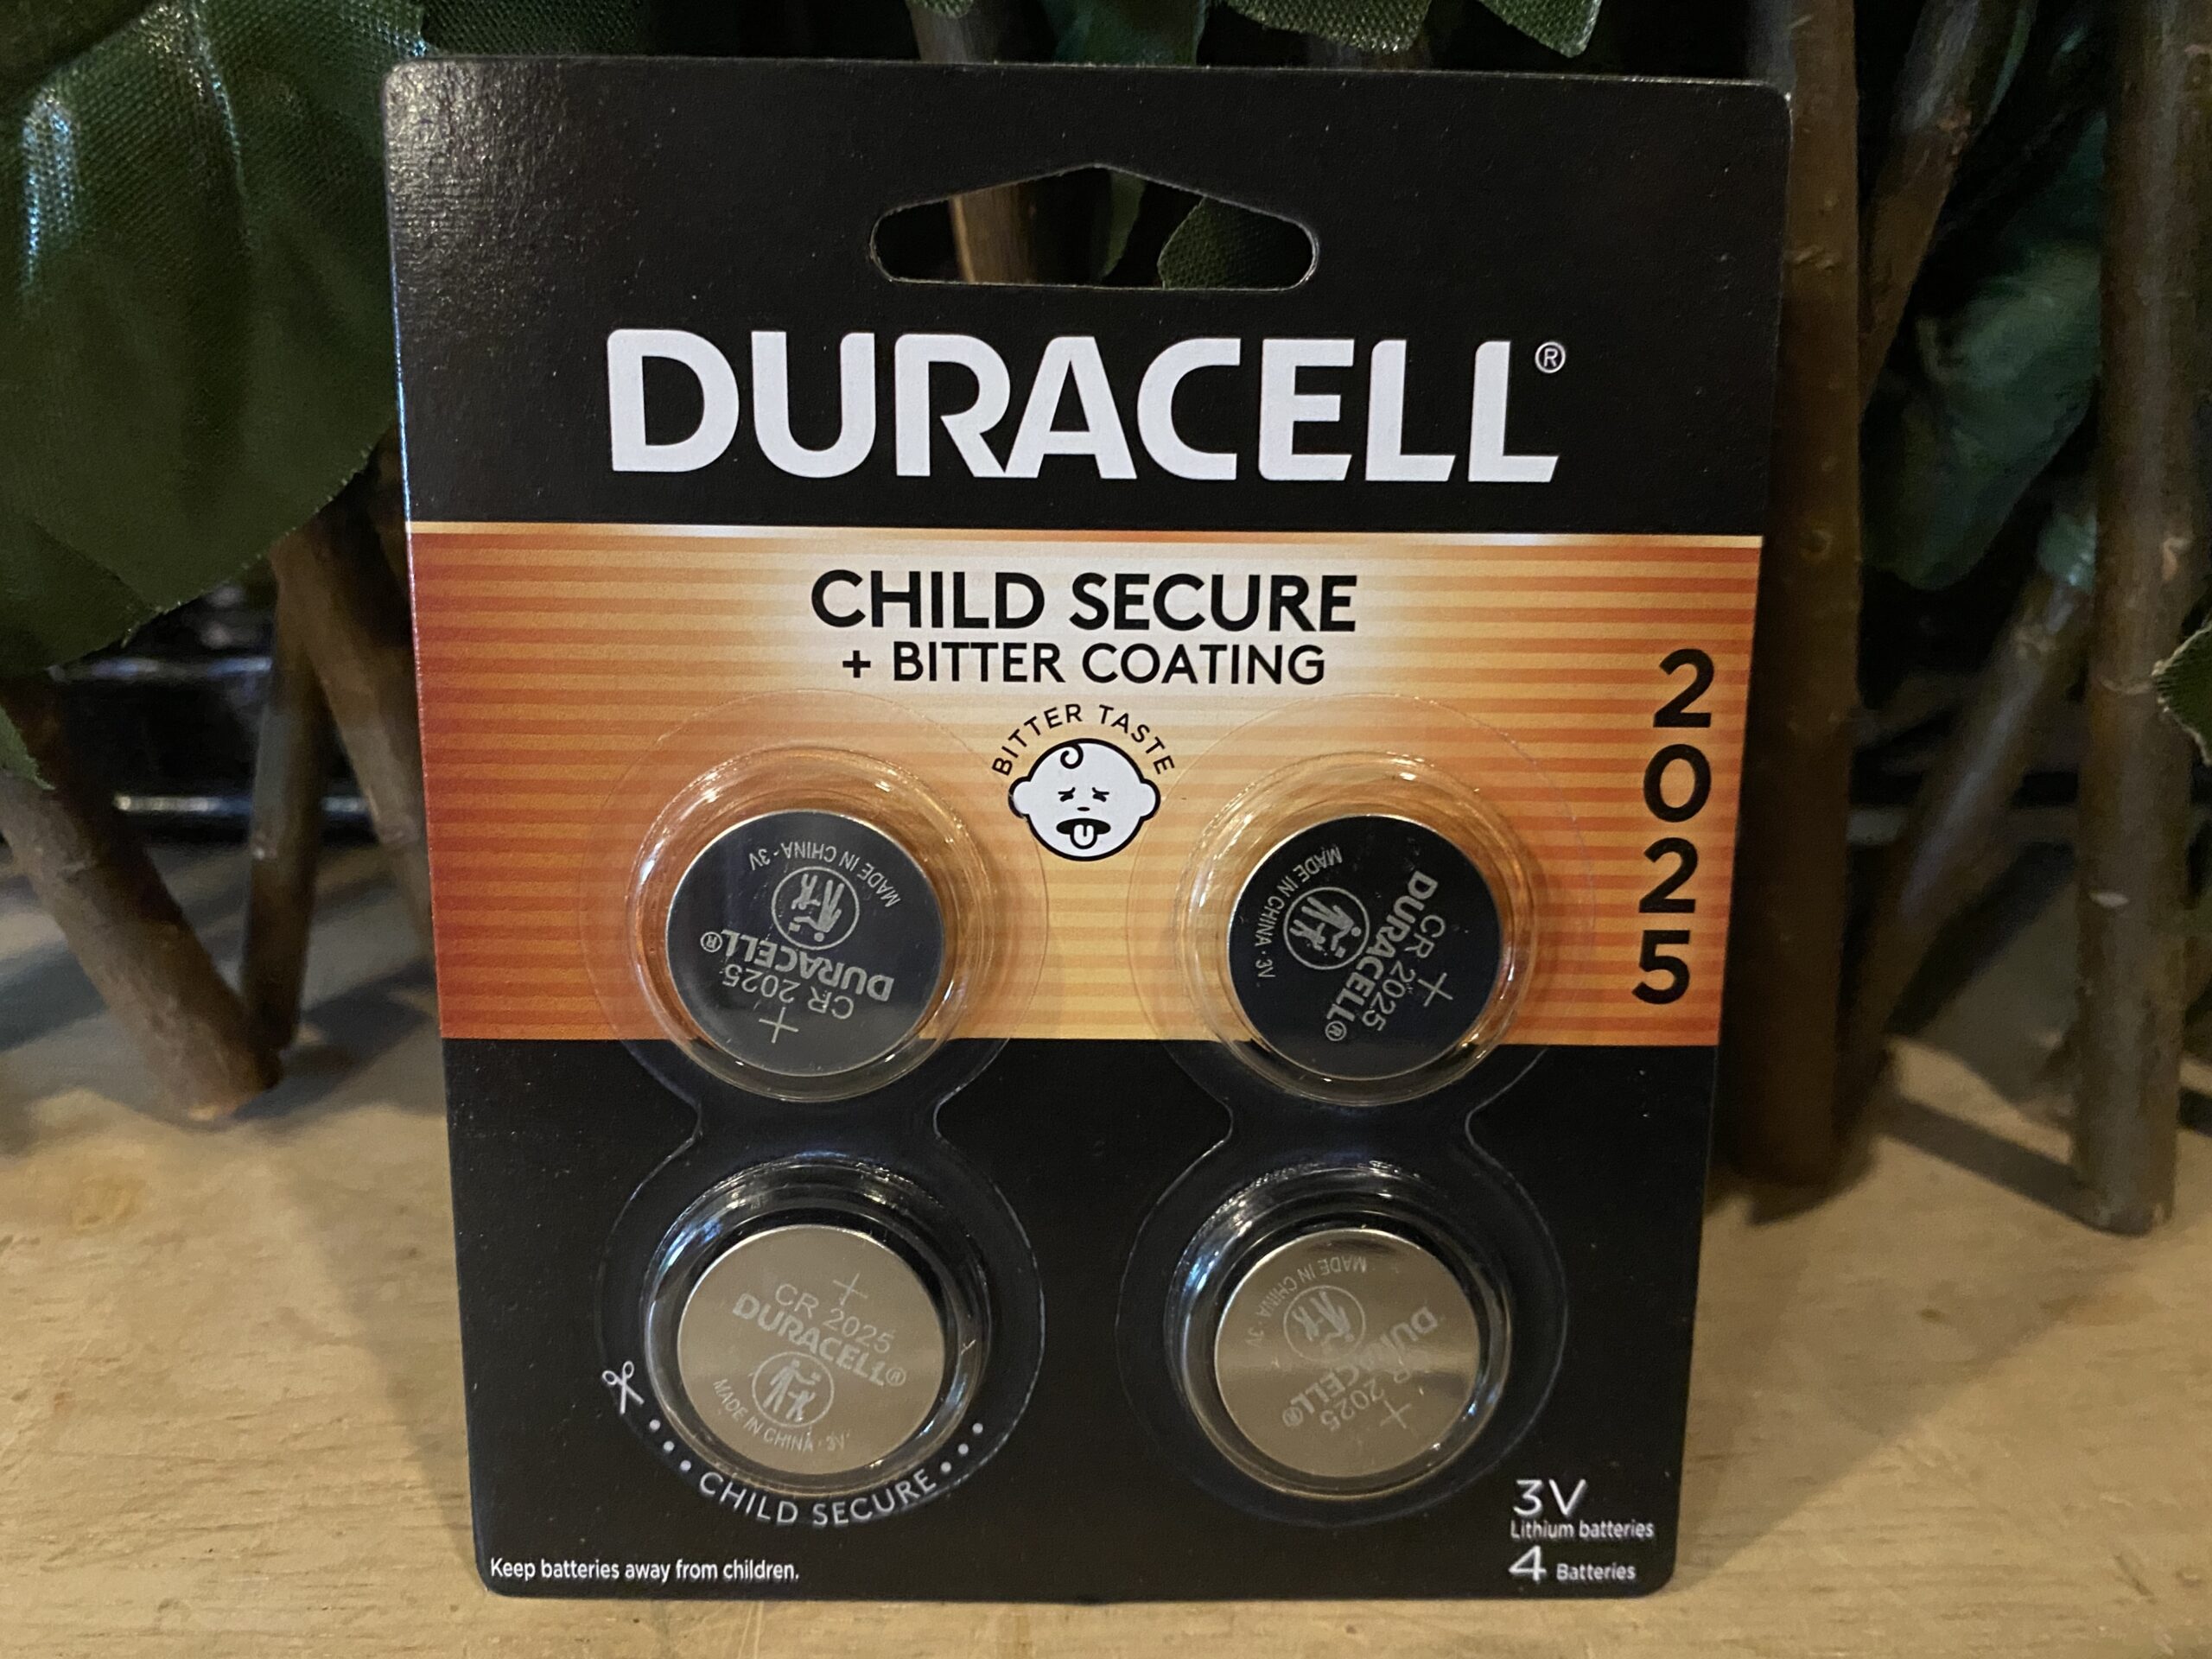 DURACELL®
CHILD SECURE
+ BITTER COATING
BITTER TASTE
2025
MADE IN CHINA · 3V
DURACELL®
CR 2025
+
MADE IN CHINA · 3V
DURACELL®
CR 2025
+
+
CR 2025
DURACELL®
MADE IN CHINA · 3V
MADE IN CHINA · 3V
DURACELL®
CR 2025
+
CHILD SECURE
3V
Lithium batteries
4 Batteries
Keep batteries away from children.